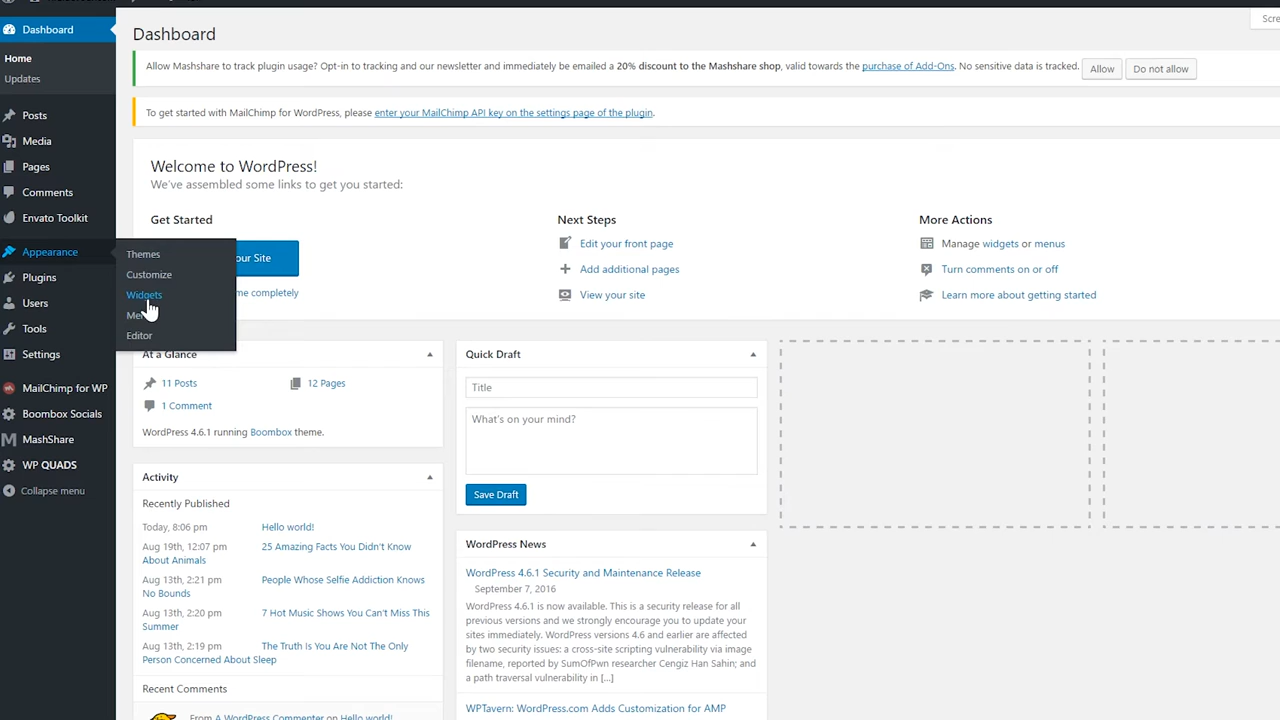 Dashboard
Home
Updates
Posts
Media
Pages
Comments
Envato Toolkit
Appearance
Plugins
Users
Tools
Settings
MailChimp for WP
Boombox Socials
MashShare
WP QUADS
Collapse menu
Themes
Customize
Widgets
Editor
Dashboard
Allow Mashshare to track plugin usage? Opt-in to tracking and our newsletter and immediately be emailed a 20% discount to the Mashshare shop, valid towards the purchase of Add-Ons. No sensitive data is tracked.
Allow
Do not allow
To get started with MailChimp for WordPress, please enter your MailChimp API key on the settings page of the plugin.
Welcome to WordPress!
We've assembled some links to get you started:
Get Started
our Site
me completely
Next Steps
Edit your front page
Add additional pages
View your site
More Actions
Manage widgets or menus
Turn comments on or off
Learn more about getting started
At a Glance
11 Posts
12 Pages
1 Comment
WordPress 4.6.1 running Boombox theme.
Activity
Recently Published
Today, 8:06 pm Hello world!
Aug 19th, 12:07 pm 25 Amazing Facts You Didn't Know
About Animals
Aug 13th, 2:21 pm People Whose Selfie Addiction Knows
No Bounds
Aug 13th, 2:20 pm 7 Hot Music Shows You Can't Miss This
Summer
Aug 13th, 2:19 pm The Truth Is You Are Not The Only
Person Concerned About Sleep
Recent Comments
From A WordPress Commenter on Hello world!
Quick Draft
Title
What's on your mind?
Save Draft
WordPress News
WordPress 4.6.1 Security and Maintenance Release
September 7, 2016
WordPress 4.6.1 is now available. This is a security release for all
previous versions and we strongly encourage you to update your
sites immediately. WordPress versions 4.6 and earlier are affected
by two security issues: a cross-site scripting vulnerability via image
filename, reported by SumOfPwn researcher Cengiz Han Sahin; and
a path traversal vulnerability in [...]
WPTavern: WordPress.com Adds Customization for AMP